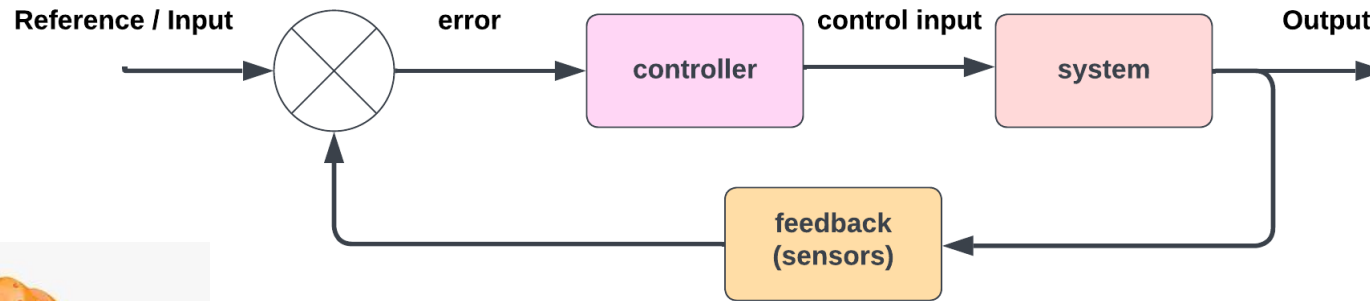 Reference / Input
error
control input
Output
controller
system
feedback
(sensors)